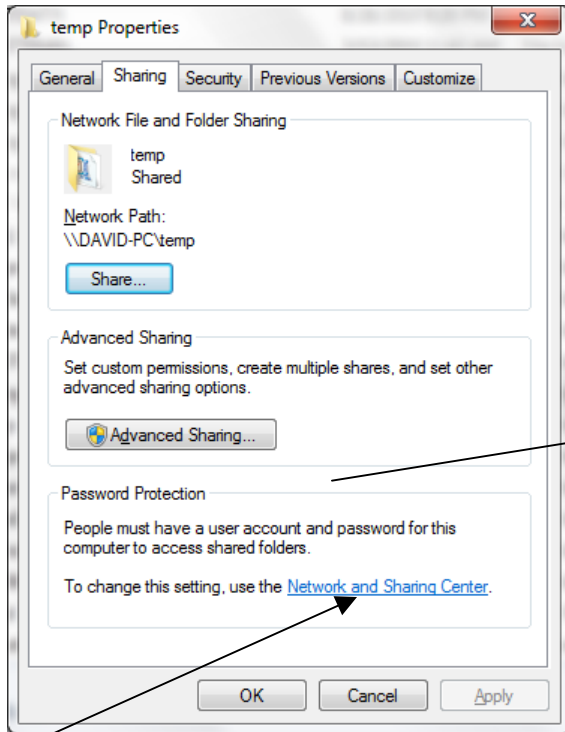 temp Properties
General Sharing Security Previous Versions Customize
Network File and Folder Sharing
temp
Shared
Network Path:
\\DAVID-PC\temp
Share...
Advanced Sharing
Set custom permissions, create multiple shares, and set other
advanced sharing options.
Advanced Sharing...
Password Protection
People must have a user account and password for this
computer to access shared folders.
To change this setting, use the Network and Sharing Center.
OK Cancel Apply